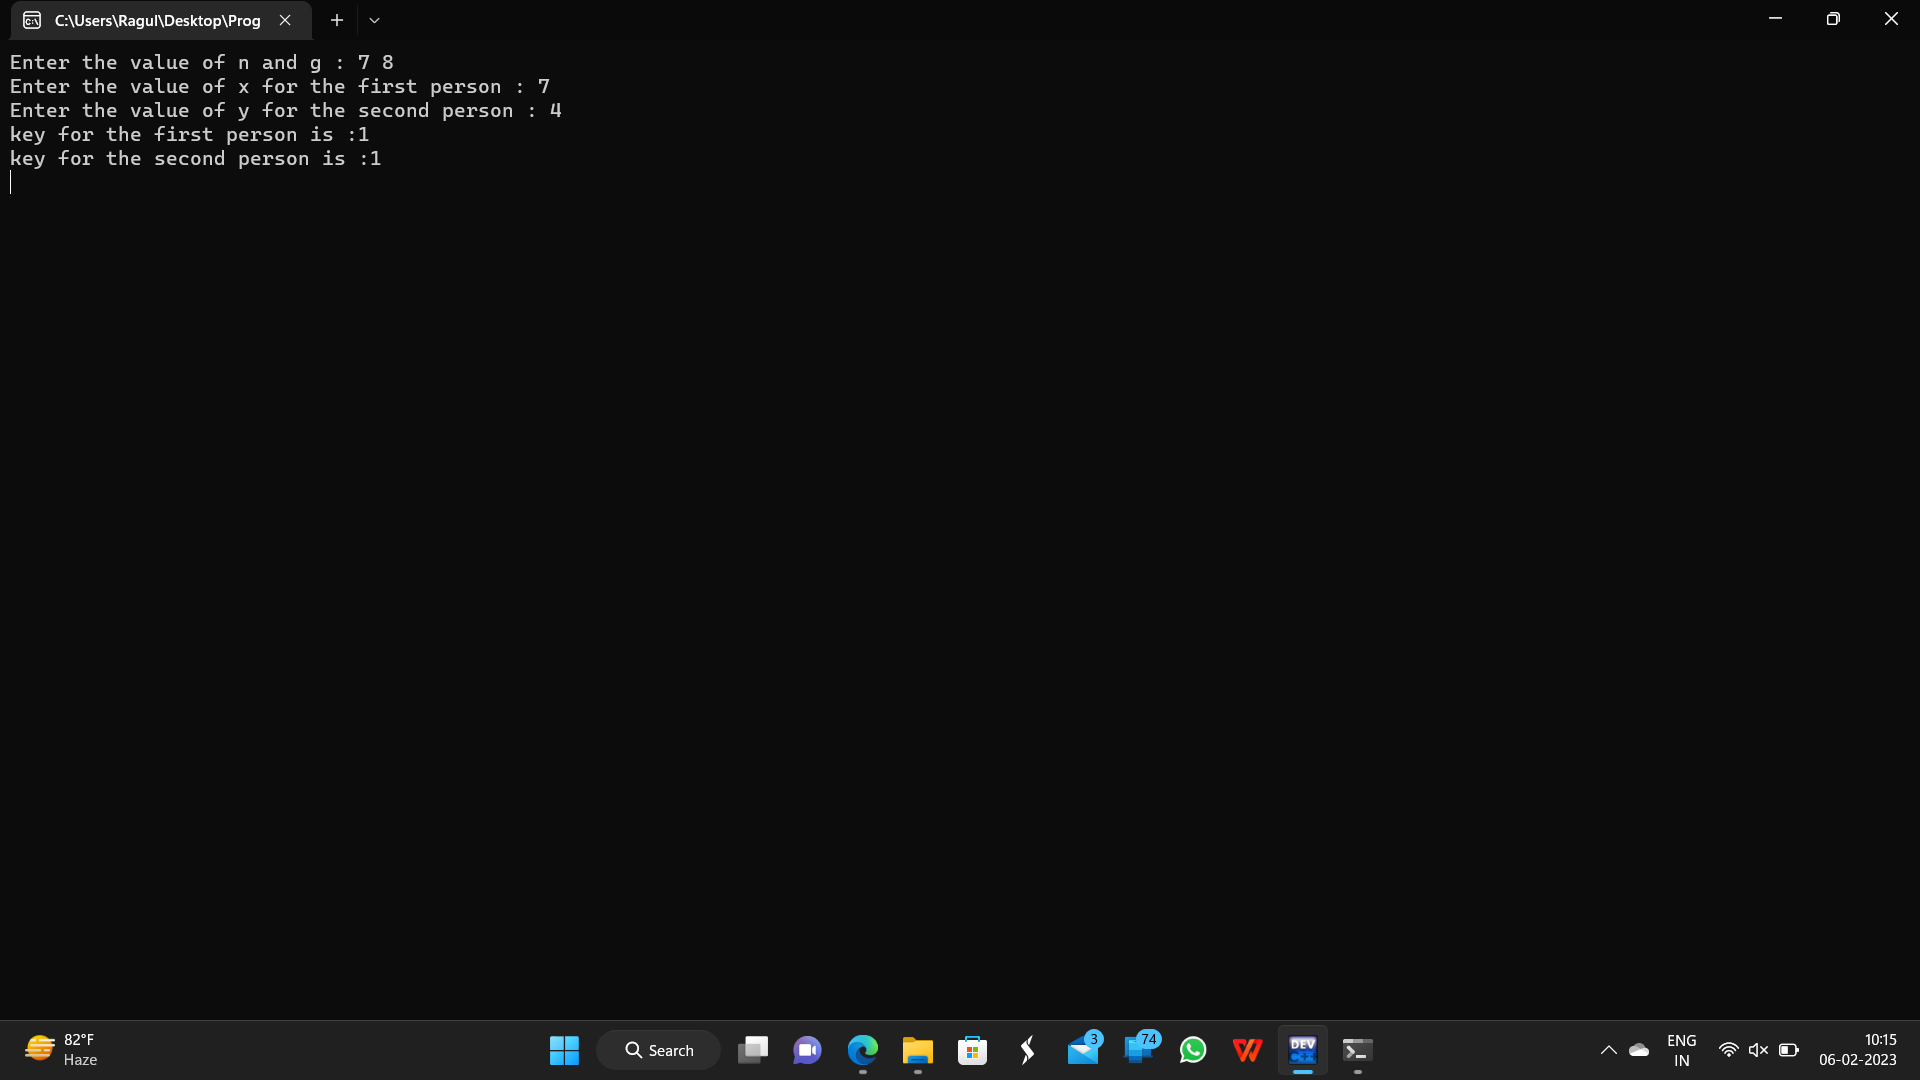 C:\Users\Ragul\Desktop\Prog
Enter the value of n and g : 7 8
Enter the value of x for the first person : 7
Enter the value of y for the second person : 4
key for the first person is :1
key for the second person is :1
82°F
Haze
Search
3
74
DEV
ENG
IN
10:15
06-02-2023